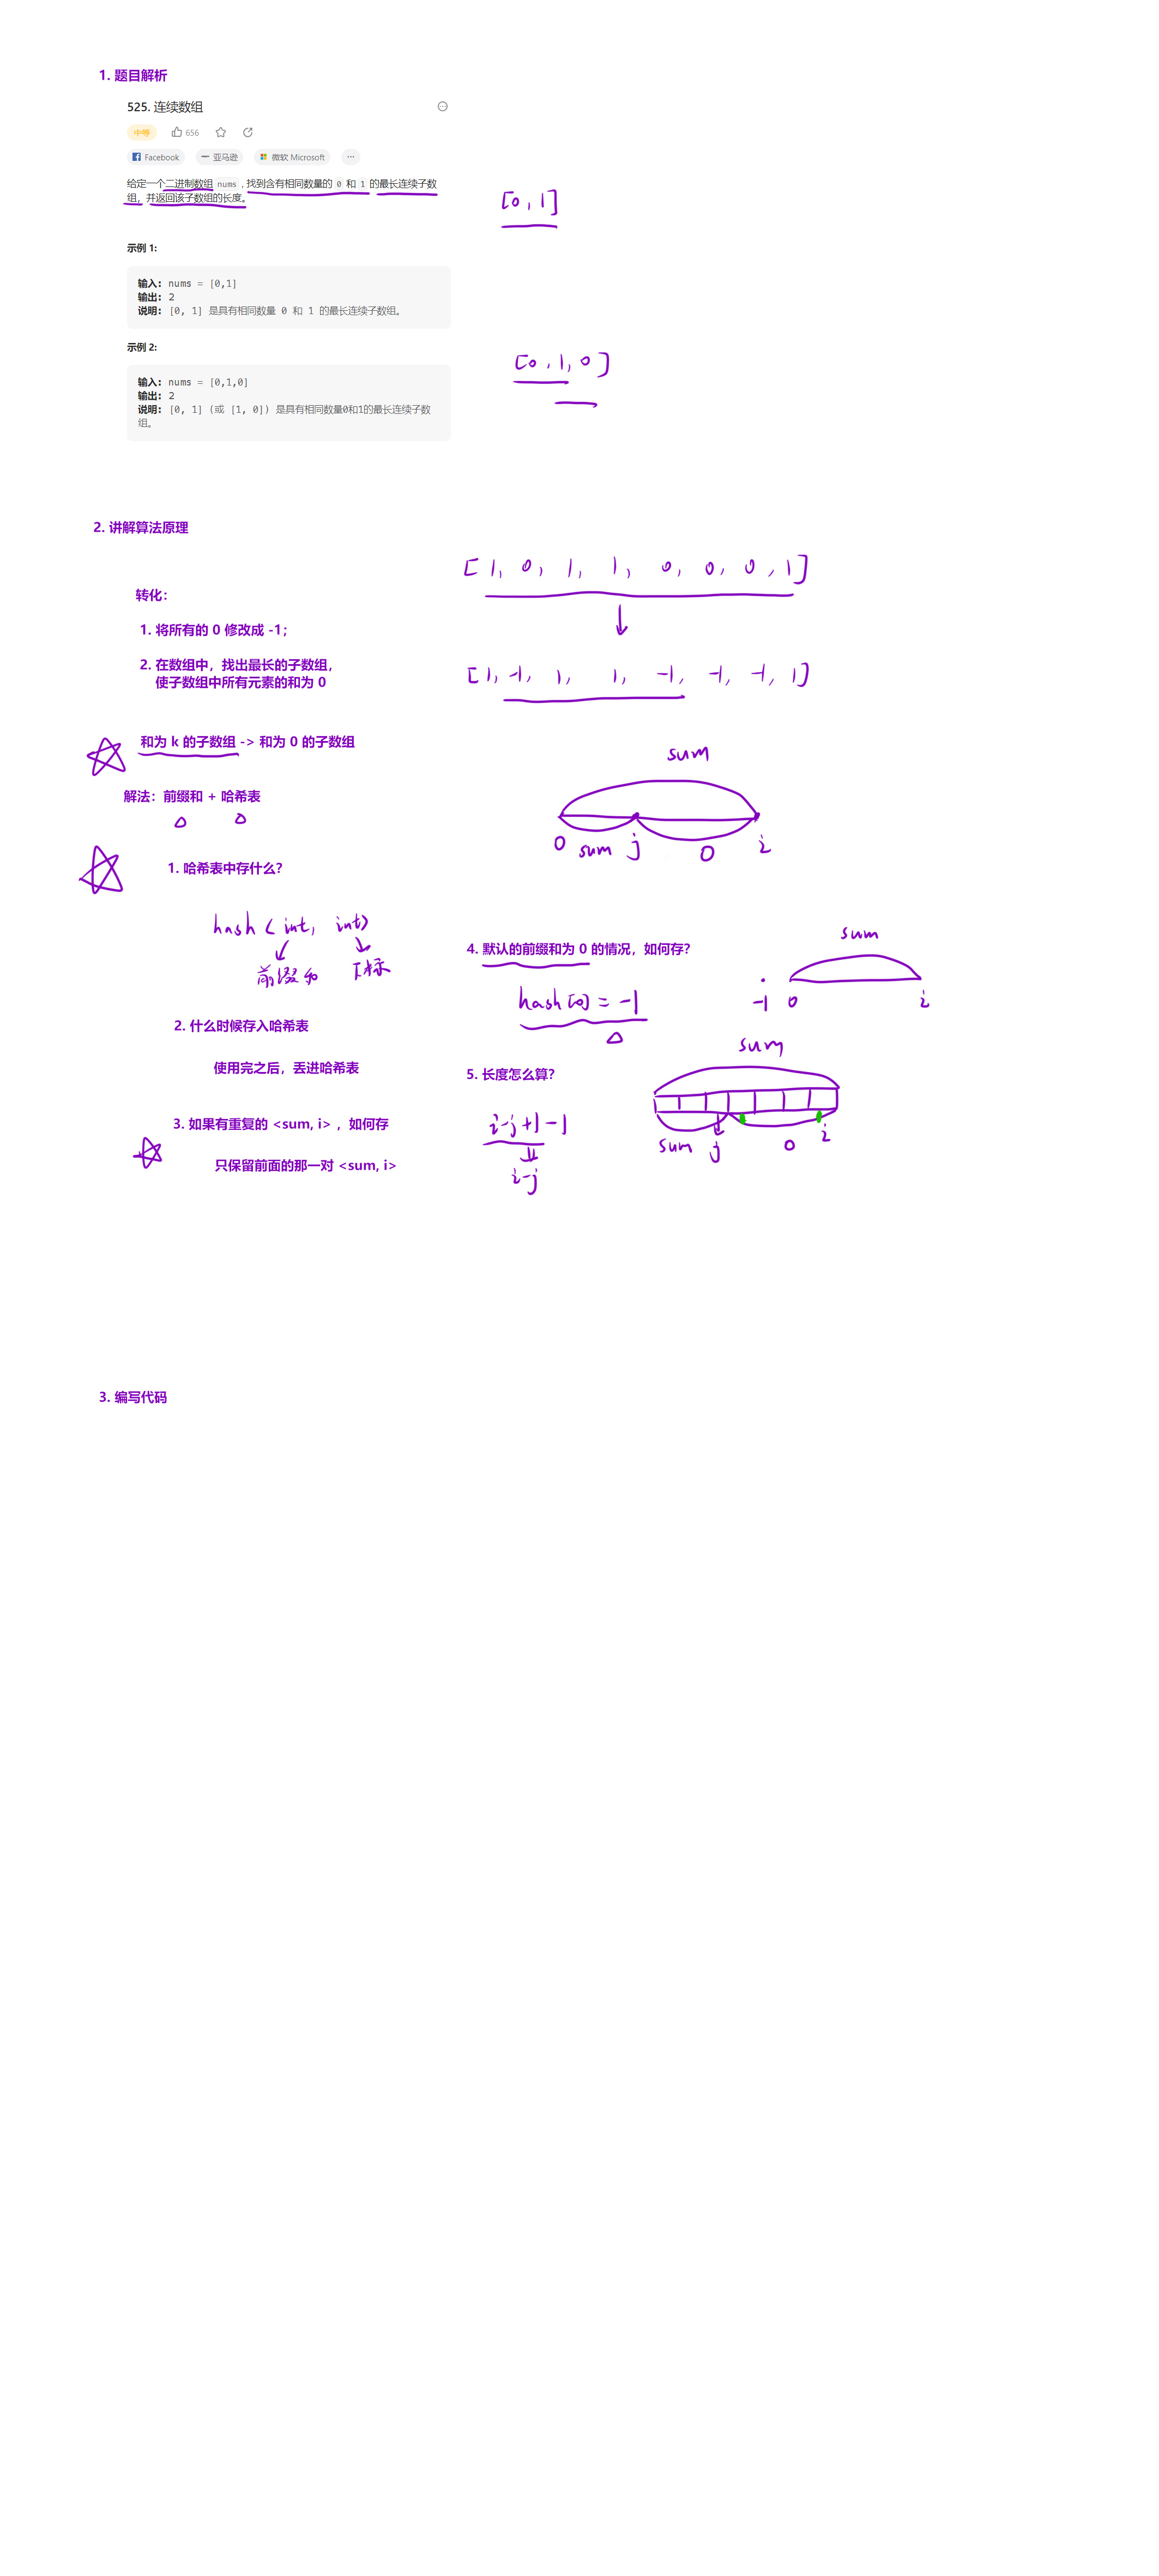 1. 题目解析
525. 连续数组
中等 656
Facebook 亚马逊 微软 Microsoft
给定一个二进制数组 nums , 找到含有相同数量的 0 和 1 的最长连续子数
组，并返回该子数组的长度。
[0, 1]
示例 1:
输入: nums = [0,1]
输出: 2
说明: [0, 1] 是具有相同数量 0 和 1 的最长连续子数组。
示例 2:
[0, 1, 0]
输入: nums = [0,1,0]
输出: 2
说明: [0, 1] (或 [1, 0]) 是具有相同数量0和1的最长连续子数
组。
2. 讲解算法原理
[1, 0, 1, 1, 0, 0, 0, 1]
转化：
1. 将所有的 0 修改成 -1；
2. 在数组中，找出最长的子数组，
使子数组中所有元素的和为 0
[1, -1, 1, 1, -1, -1, -1, 1]
和为 k 的子数组 -> 和为 0 的子数组
sum
解法：前缀和 + 哈希表
0 sum j 0 i
1. 哈希表中存什么？
hash<int, int>
前缀和 下标
4. 默认的前缀和为 0 的情况，如何存？
sum
hash[0] = -1
-1 0 i
2. 什么时候存入哈希表
使用完之后，丢进哈希表
5. 长度怎么算？
sum
3. 如果有重复的 <sum, i> ，如何存
i-j+1-1
sum j 0 i
只保留前面的那一对 <sum, i>
i-j
3. 编写代码